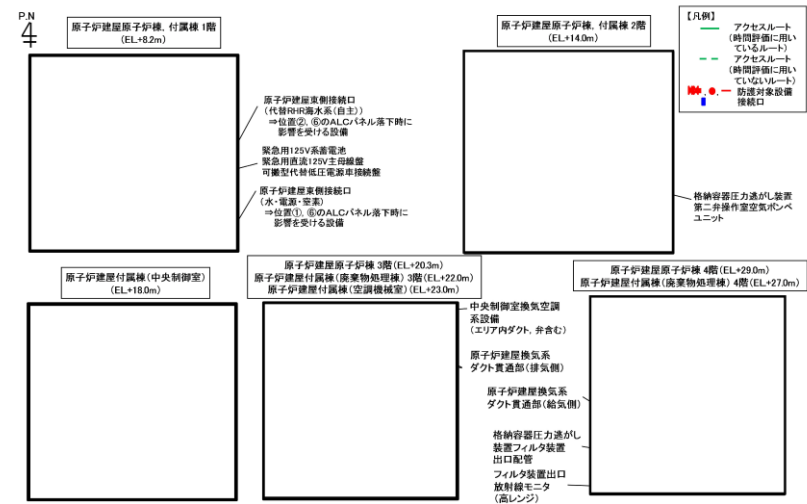 P.N
原子炉建屋原子炉棟, 付属棟 1階
(EL.+8.2m)
原子炉建屋東側接続口
(代替RHR海水系(自主))
⇒位置②, ⑥のALCパネル落下時に
影響を受ける設備
緊急用125V系蓄電池
緊急用直流125V主母線盤
可搬型代替低圧電源車接続盤
原子炉建屋東側接続口
(水・電源・窒素)
⇒位置①, ⑥のALCパネル落下時に
影響を受ける設備
原子炉建屋原子炉棟, 付属棟 2階
(EL.+14.0m)
格納容器圧力逃がし装置
第二弁操作室空気ボンベ
ユニット
【凡例】
アクセスルート
(時間評価に用い
ているルート)
アクセスルート
(時間評価に用い
ていないルート)
防護対象設備
接続口
原子炉建屋付属棟(中央制御室)
(EL.+18.0m)
原子炉建屋原子炉棟 3階(EL.+20.3m)
原子炉建屋付属棟(廃棄物処理棟) 3階(EL.+22.0m)
原子炉建屋付属棟(空調機械室)(EL.+23.0m)
中央制御室換気空調
系設備
(エリア内ダクト, 弁含む)
原子炉建屋換気系
ダクト貫通部(排気側)
原子炉建屋原子炉棟 4階(EL.+29.0m)
原子炉建屋付属棟(廃棄物処理棟) 4階(EL.+27.0m)
原子炉建屋換気系
ダクト貫通部(給気側)
格納容器圧力逃がし
装置フィルタ装置
出口配管
フィルタ装置出口
放射線モニタ
(高レンジ)